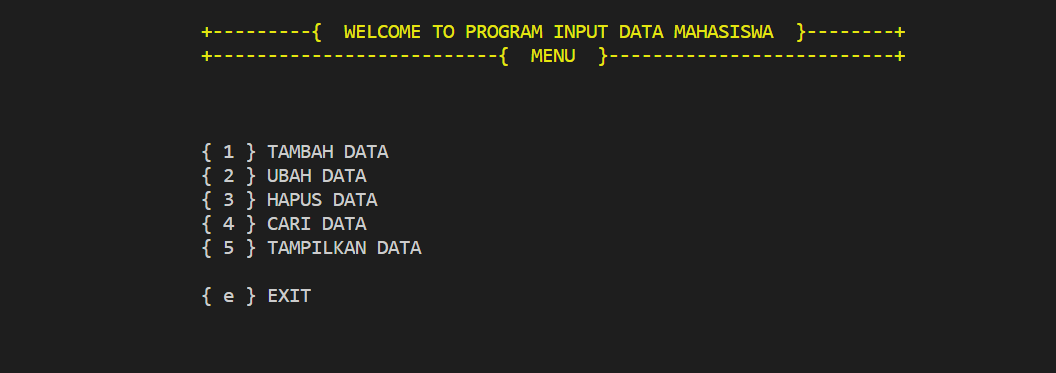 +---------{  WELCOME TO PROGRAM INPUT DATA MAHASISWA  }--------+
+--------------------------{  MENU  }--------------------------+
{ 1 } TAMBAH DATA
{ 2 } UBAH DATA
{ 3 } HAPUS DATA
{ 4 } CARI DATA
{ 5 } TAMPILKAN DATA
{ e } EXIT